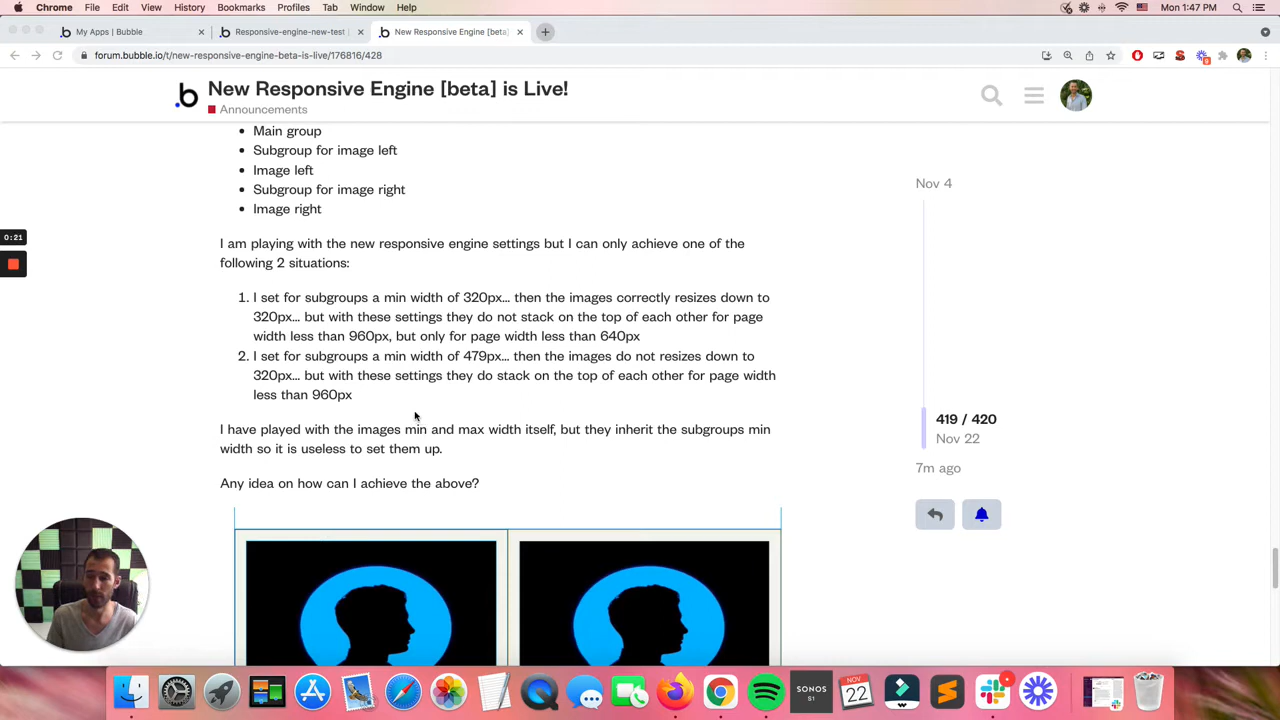 Chrome File Edit View History Bookmarks Profiles Tab Window Help
Mon 1:47 PM
My Apps | Bubble
Responsive-engine-new-test |
New Responsive Engine [beta]
forum.bubble.io/t/new-responsive-engine-beta-is-live/176816/428
.b
New Responsive Engine [beta] is Live!
Announcements
Main group
Subgroup for image left
Image left
Subgroup for image right
Image right
I am playing with the new responsive engine settings but I can only achieve one of the
following 2 situations:
1. I set for subgroups a min width of 320px... then the images correctly resizes down to
320px... but with these settings they do not stack on the top of each other for page
width less than 960px, but only for page width less than 640px
2. I set for subgroups a min width of 479px... then the images do not resizes down to
320px... but with these settings they do stack on the top of each other for page width
less than 960px
I have played with the images min and max width itself, but they inherit the subgroups min
width so it is useless to set them up.
Any idea on how can I achieve the above?
Nov 4
419 / 420
Nov 22
7m ago
0:21
SONOS
S1
NOV
22